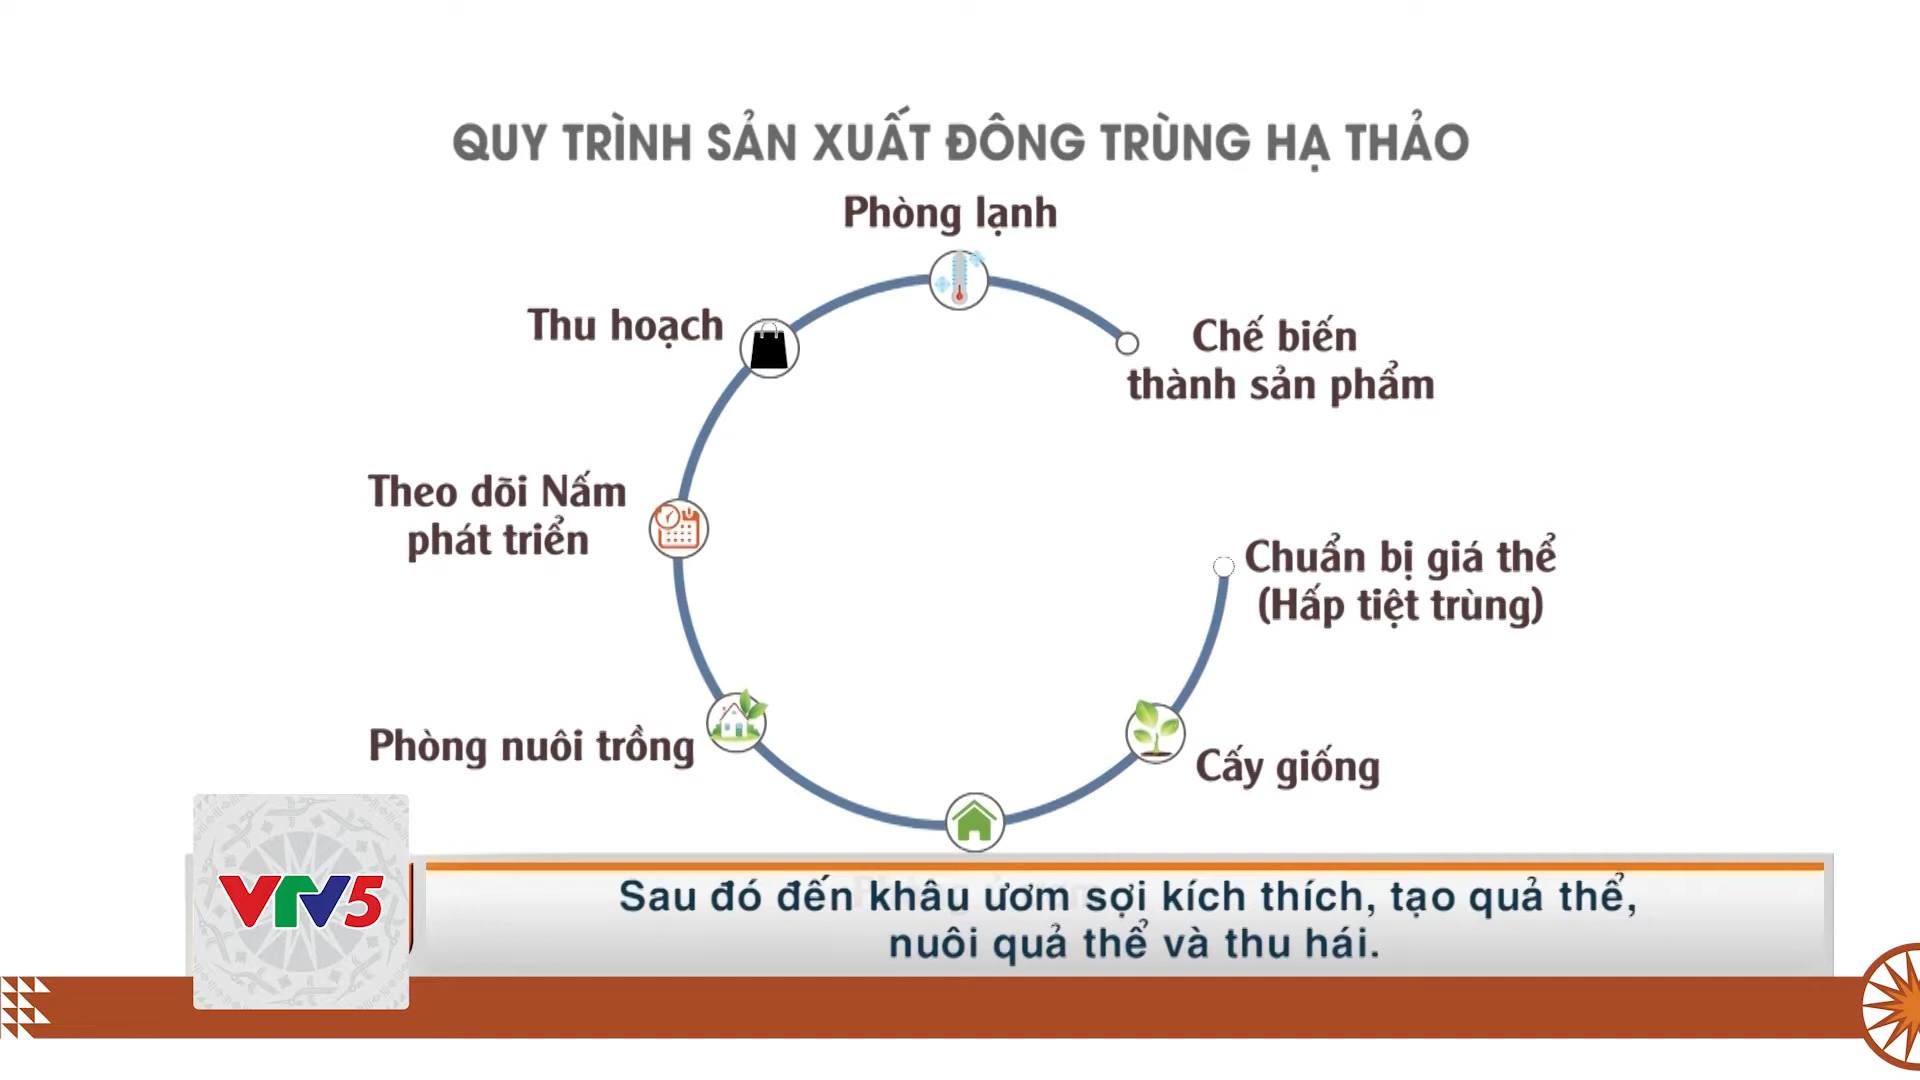 QUY TRÌNH SẢN XUẤT ĐÔNG TRÙNG HẠ THẢO
Phòng lạnh
Thu hoạch
Chế biến
thành sản phẩm
Theo dõi Nấm
phát triển
Chuẩn bị giá thể
(Hấp tiệt trùng)
Phòng nuôi trồng
Cấy giống
VTV5
Sau đó đến khâu ươm sợi kích thích, tạo quả thể,
nuôi quả thể và thu hái.